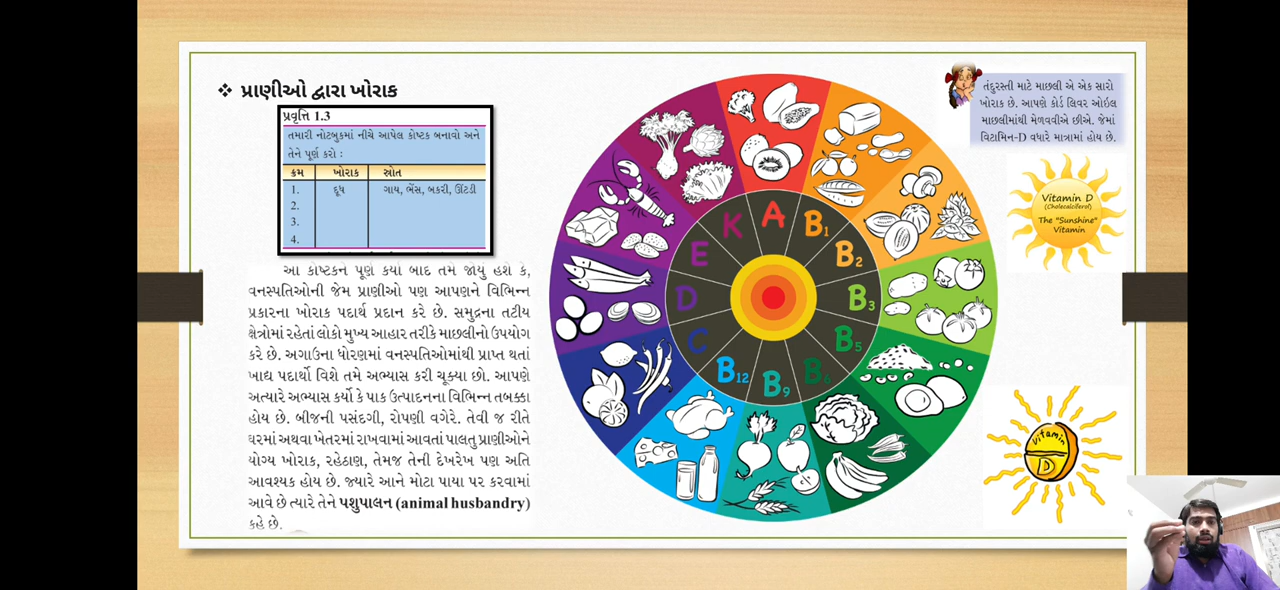 ❖ પ્રાણીઓ દ્વારા ખોરાક
પ્રવૃત્તિ 1.3
તમારી નોટબુકમાં નીચે આપેલ કોષ્ટક બનાવો અને
તેને પૂર્ણ કરો :
ક્રમ ખોરાક સ્રોત
1. દૂધ ગાય, ભેંસ, બકરી, ઊંટડી
2.
3.
4.
આ કોષ્ટકને પૂર્ણ કર્યા બાદ તમે જોયું હશે કે,
વનસ્પતિઓની જેમ પ્રાણીઓ પણ આપણને વિભિન્ન
પ્રકારના ખોરાક પદાર્થ પ્રદાન કરે છે. સમુદ્રના તટીય
ક્ષેત્રોમાં રહેતાં લોકો મુખ્ય આહાર તરીકે માછલીનો ઉપયોગ
કરે છે. અગાઉના ધોરણમાં વનસ્પતિઓમાંથી પ્રાપ્ત થતાં
ખાદ્ય પદાર્થો વિશે તમે અભ્યાસ કરી ચૂક્યા છો. આપણે
અત્યારે અભ્યાસ કર્યો કે પાક ઉત્પાદનના વિભિન્ન તબક્કા
હોય છે. બીજની પસંદગી, રોપણી વગેરે. તેવી જ રીતે
ઘરમાં અથવા ખેતરમાં રાખવામાં આવતાં પાલતુ પ્રાણીઓને
યોગ્ય ખોરાક, રહેઠાણ, તેમજ તેની દેખરેખ પણ અતિ
આવશ્યક હોય છે. જ્યારે આને મોટા પાયા પર કરવામાં
આવે છે ત્યારે તેને પશુપાલન (animal husbandry)
કહે છે.
A
B1
B2
B3
B5
B6
B9
B12
C
D
E
K
તંદુરસ્તી માટે માછલી એ એક સારો
ખોરાક છે. આપણે કોર્ડ લિવર ઓઇલ
માછલીમાંથી મેળવવીએ છીએ. જેમાં
વિટામિન-D વધારે માત્રામાં હોય છે.
Vitamin D
(Cholecalciferol)
The "Sunshine"
Vitamin
Vitamin
D